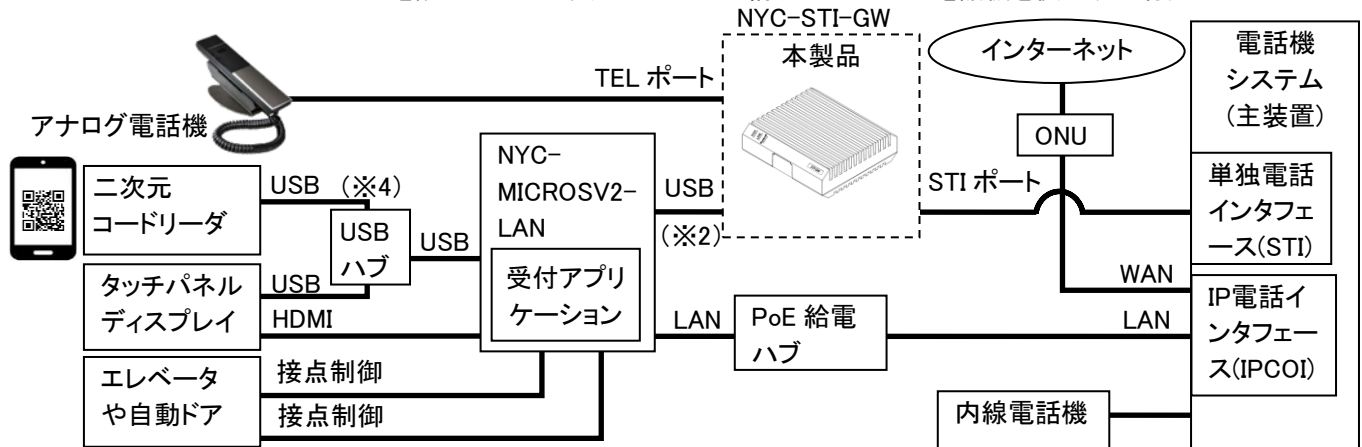 NYC-STI-GW
本製品
インターネット
電話機
システム
(主装置)
TEL ポート
アナログ電話機
ONU
NYC-
MICROSV2-
LAN
受付アプリ
ケーション
二次元
コードリーダ
USB (※4)
USB
ハブ
USB
USB
(※2)
STI ポート
単独電話
インタフェ
ース(STI)
タッチパネル
ディスプレイ
USB
HDMI
LAN
PoE 給電
ハブ
WAN
LAN
IP電話イ
ンタフェー
ス(IPCOI)
エレベータ
や自動ドア
接点制御
接点制御
内線電話機